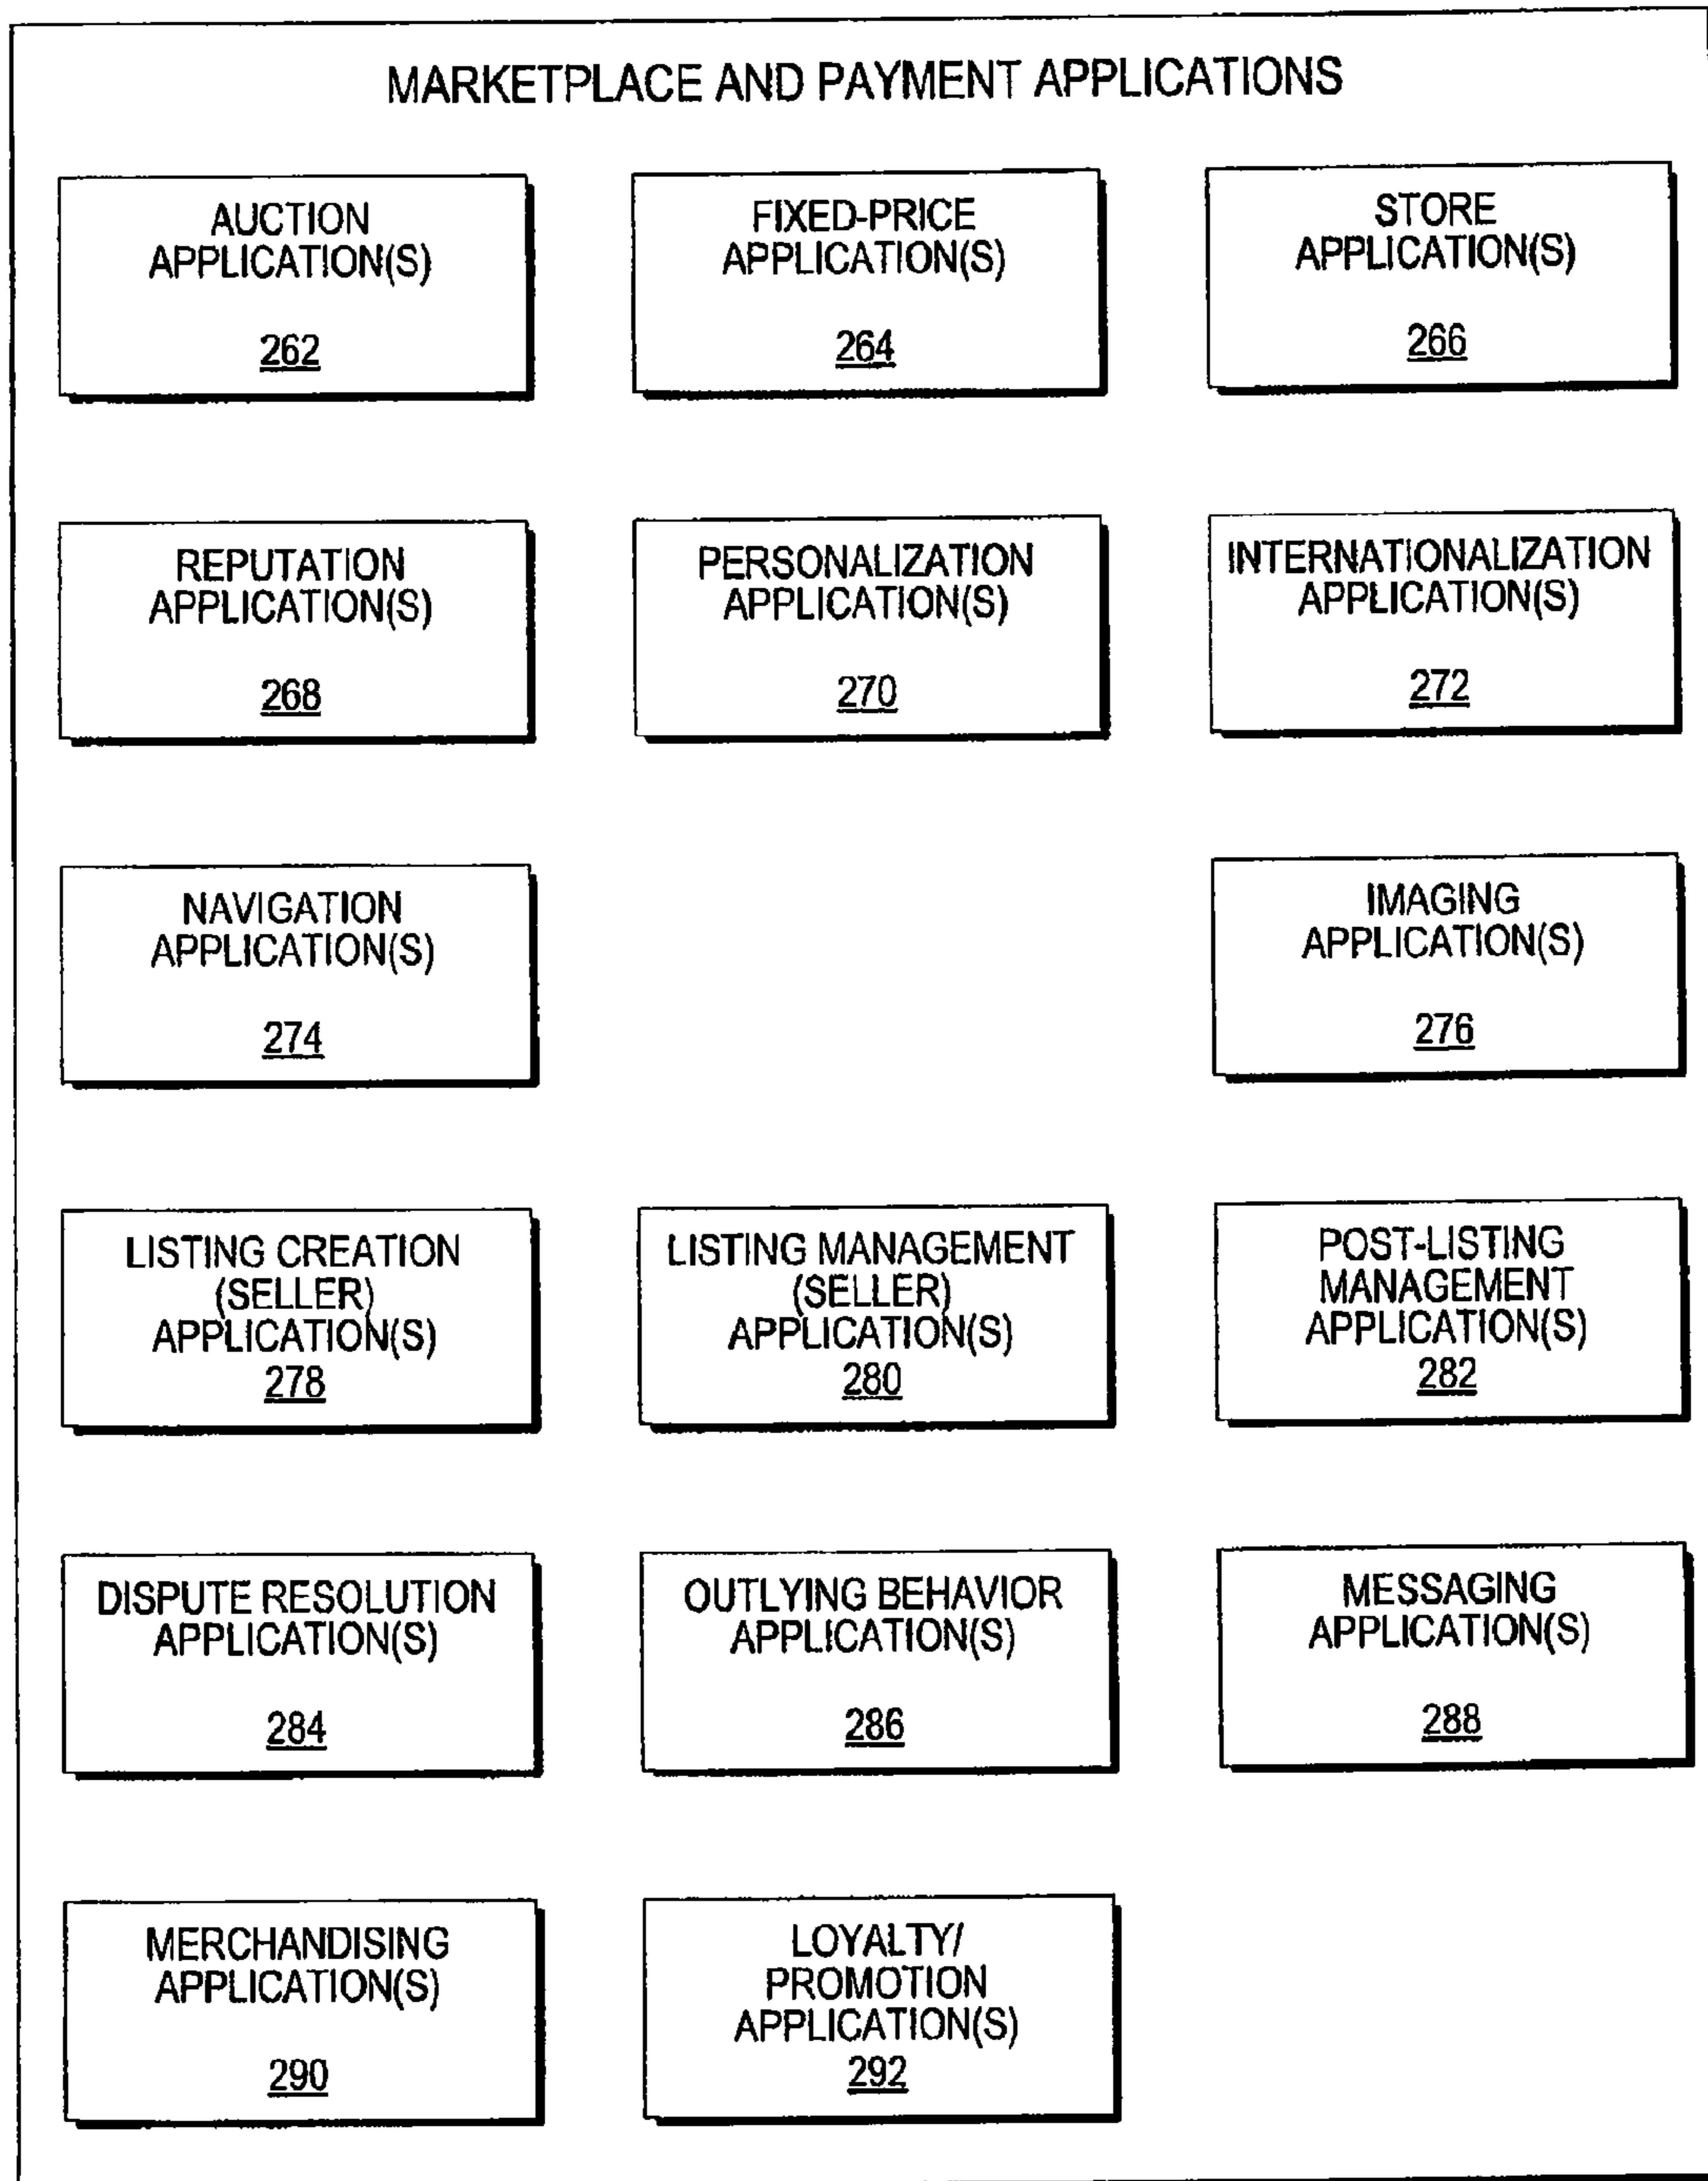 MARKETPLACE AND PAYMENT APPLICATIONS
AUCTION
APPLICATION(S)
262
FIXED-PRICE
APPLICATION(S)
264
STORE
APPLICATION(S)
266
REPUTATION
APPLICATION(S)
268
PERSONALIZATION
APPLICATION(S)
270
INTERNATIONALIZATION
APPLICATION(S)
272
NAVIGATION
APPLICATION(S)
274
IMAGING
APPLICATION(S)
276
LISTING CREATION
(SELLER)
APPLICATION(S)
278
LISTING MANAGEMENT
(SELLER)
APPLICATION(S)
280
POST-LISTING
MANAGEMENT
APPLICATION(S)
282
DISPUTE RESOLUTION
APPLICATION(S)
284
OUTLYING BEHAVIOR
APPLICATION(S)
286
MESSAGING
APPLICATION(S)
288
MERCHANDISING
APPLICATION(S)
290
LOYALTY/
PROMOTION
APPLICATION(S)
292